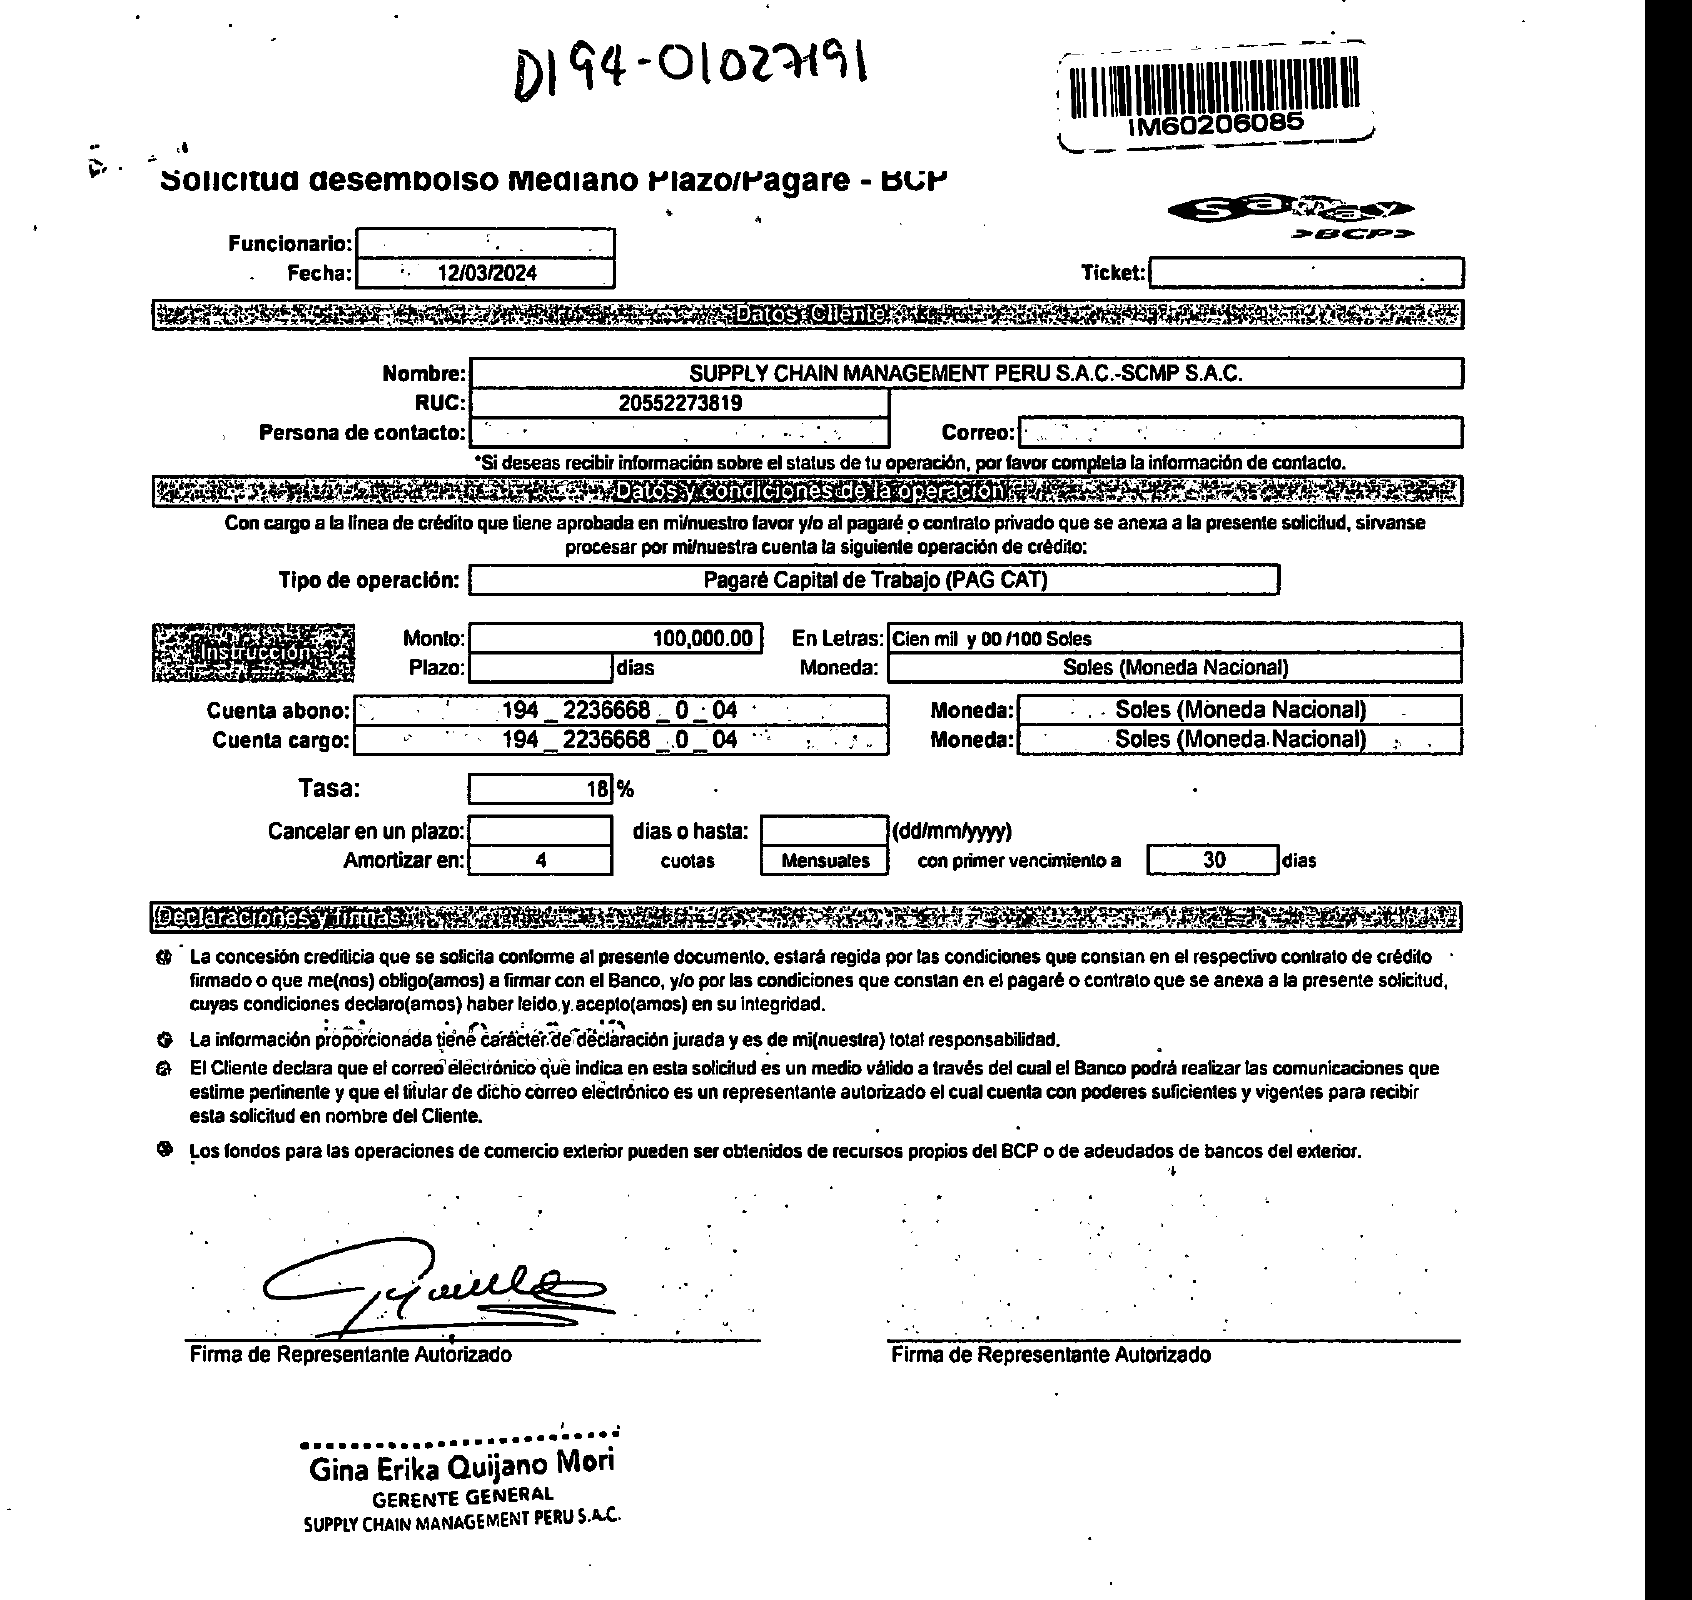 D194-01027191
1M60206085
Solicitud desembolso Mediano Plazo/Pagare - BCP
Samay
>BCP>
Funcionario:
Fecha: 12/03/2024 Ticket:
Datos Cliente
Nombre: SUPPLY CHAIN MANAGEMENT PERU S.A.C.-SCMP S.A.C.
RUC: 20552273819
Persona de contacto: Correo:
*Si deseas recibir información sobre el status de tu operación, por favor completa la información de contacto.
Datos y condiciones de la operación
Con cargo a la línea de crédito que tiene aprobada en mi/nuestro favor y/o al pagaré o contrato privado que se anexa a la presente solicitud, sirvanse
procesar por mi/nuestra cuenta la siguiente operación de crédito:
Tipo de operación: Pagaré Capital de Trabajo (PAG CAT)
Instrucción
Monto: 100,000.00 En Letras: Cien mil y 00 /100 Soles
Plazo: días Moneda: Soles (Moneda Nacional)
Cuenta abono: 194 _ 2236668 _ 0 _ 04 Moneda: Soles (Moneda Nacional)
Cuenta cargo: 194 _ 2236668 _ 0 _ 04 Moneda: Soles (Moneda Nacional)
Tasa: 18 %
Cancelar en un plazo: días o hasta: (dd/mm/yyyy)
Amortizar en: 4 cuotas Mensuales con primer vencimiento a 30 días
Declaraciones y firmas
La concesión crediticia que se solicita conforme al presente documento, estará regida por las condiciones que constan en el respectivo contrato de crédito
firmado o que me(nos) obligo(amos) a firmar con el Banco, y/o por las condiciones que constan en el pagaré o contrato que se anexa a la presente solicitud,
cuyas condiciones declaro(amos) haber leido y acepto(amos) en su integridad.
La información proporcionada tiene carácter de declaración jurada y es de mi(nuestra) total responsabilidad.
El Cliente declara que el correo electrónico que indica en esta solicitud es un medio válido a través del cual el Banco podrá realizar las comunicaciones que
estime pertinente y que el titular de dicho correo electrónico es un representante autorizado el cual cuenta con poderes suficientes y vigentes para recibir
esta solicitud en nombre del Cliente.
Los fondos para las operaciones de comercio exterior pueden ser obtenidos de recursos propios del BCP o de adeudados de bancos del exterior.
Firma de Representante Autorizado Firma de Representante Autorizado
Gina Erika Quijano Mori
GERENTE GENERAL
SUPPLY CHAIN MANAGEMENT PERU S.A.C.